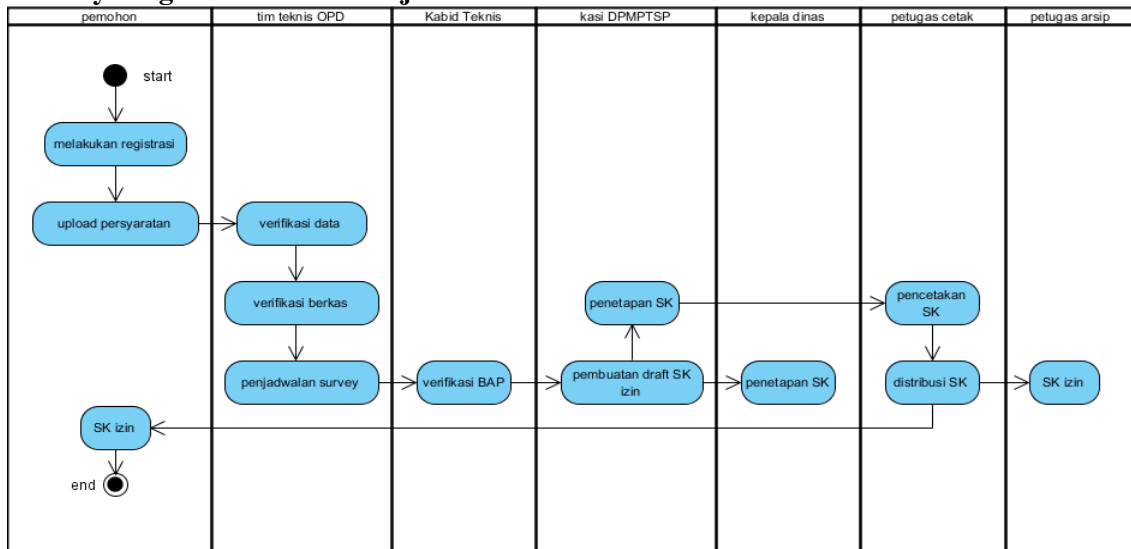 pemohon
tim teknis OPD
Kabid Teknis
kasi DPMPTSP
kepala dinas
petugas cetak
petugas arsip
start
melakukan registrasi
upload persyaratan
verifikasi data
verifikasi berkas
penetapan SK
pencetakan
SK
penjadwalan survey
verifikasi BAP
pembuatan draft SK
izin
penetapan SK
distribusi SK
SK izin
SK izin
end